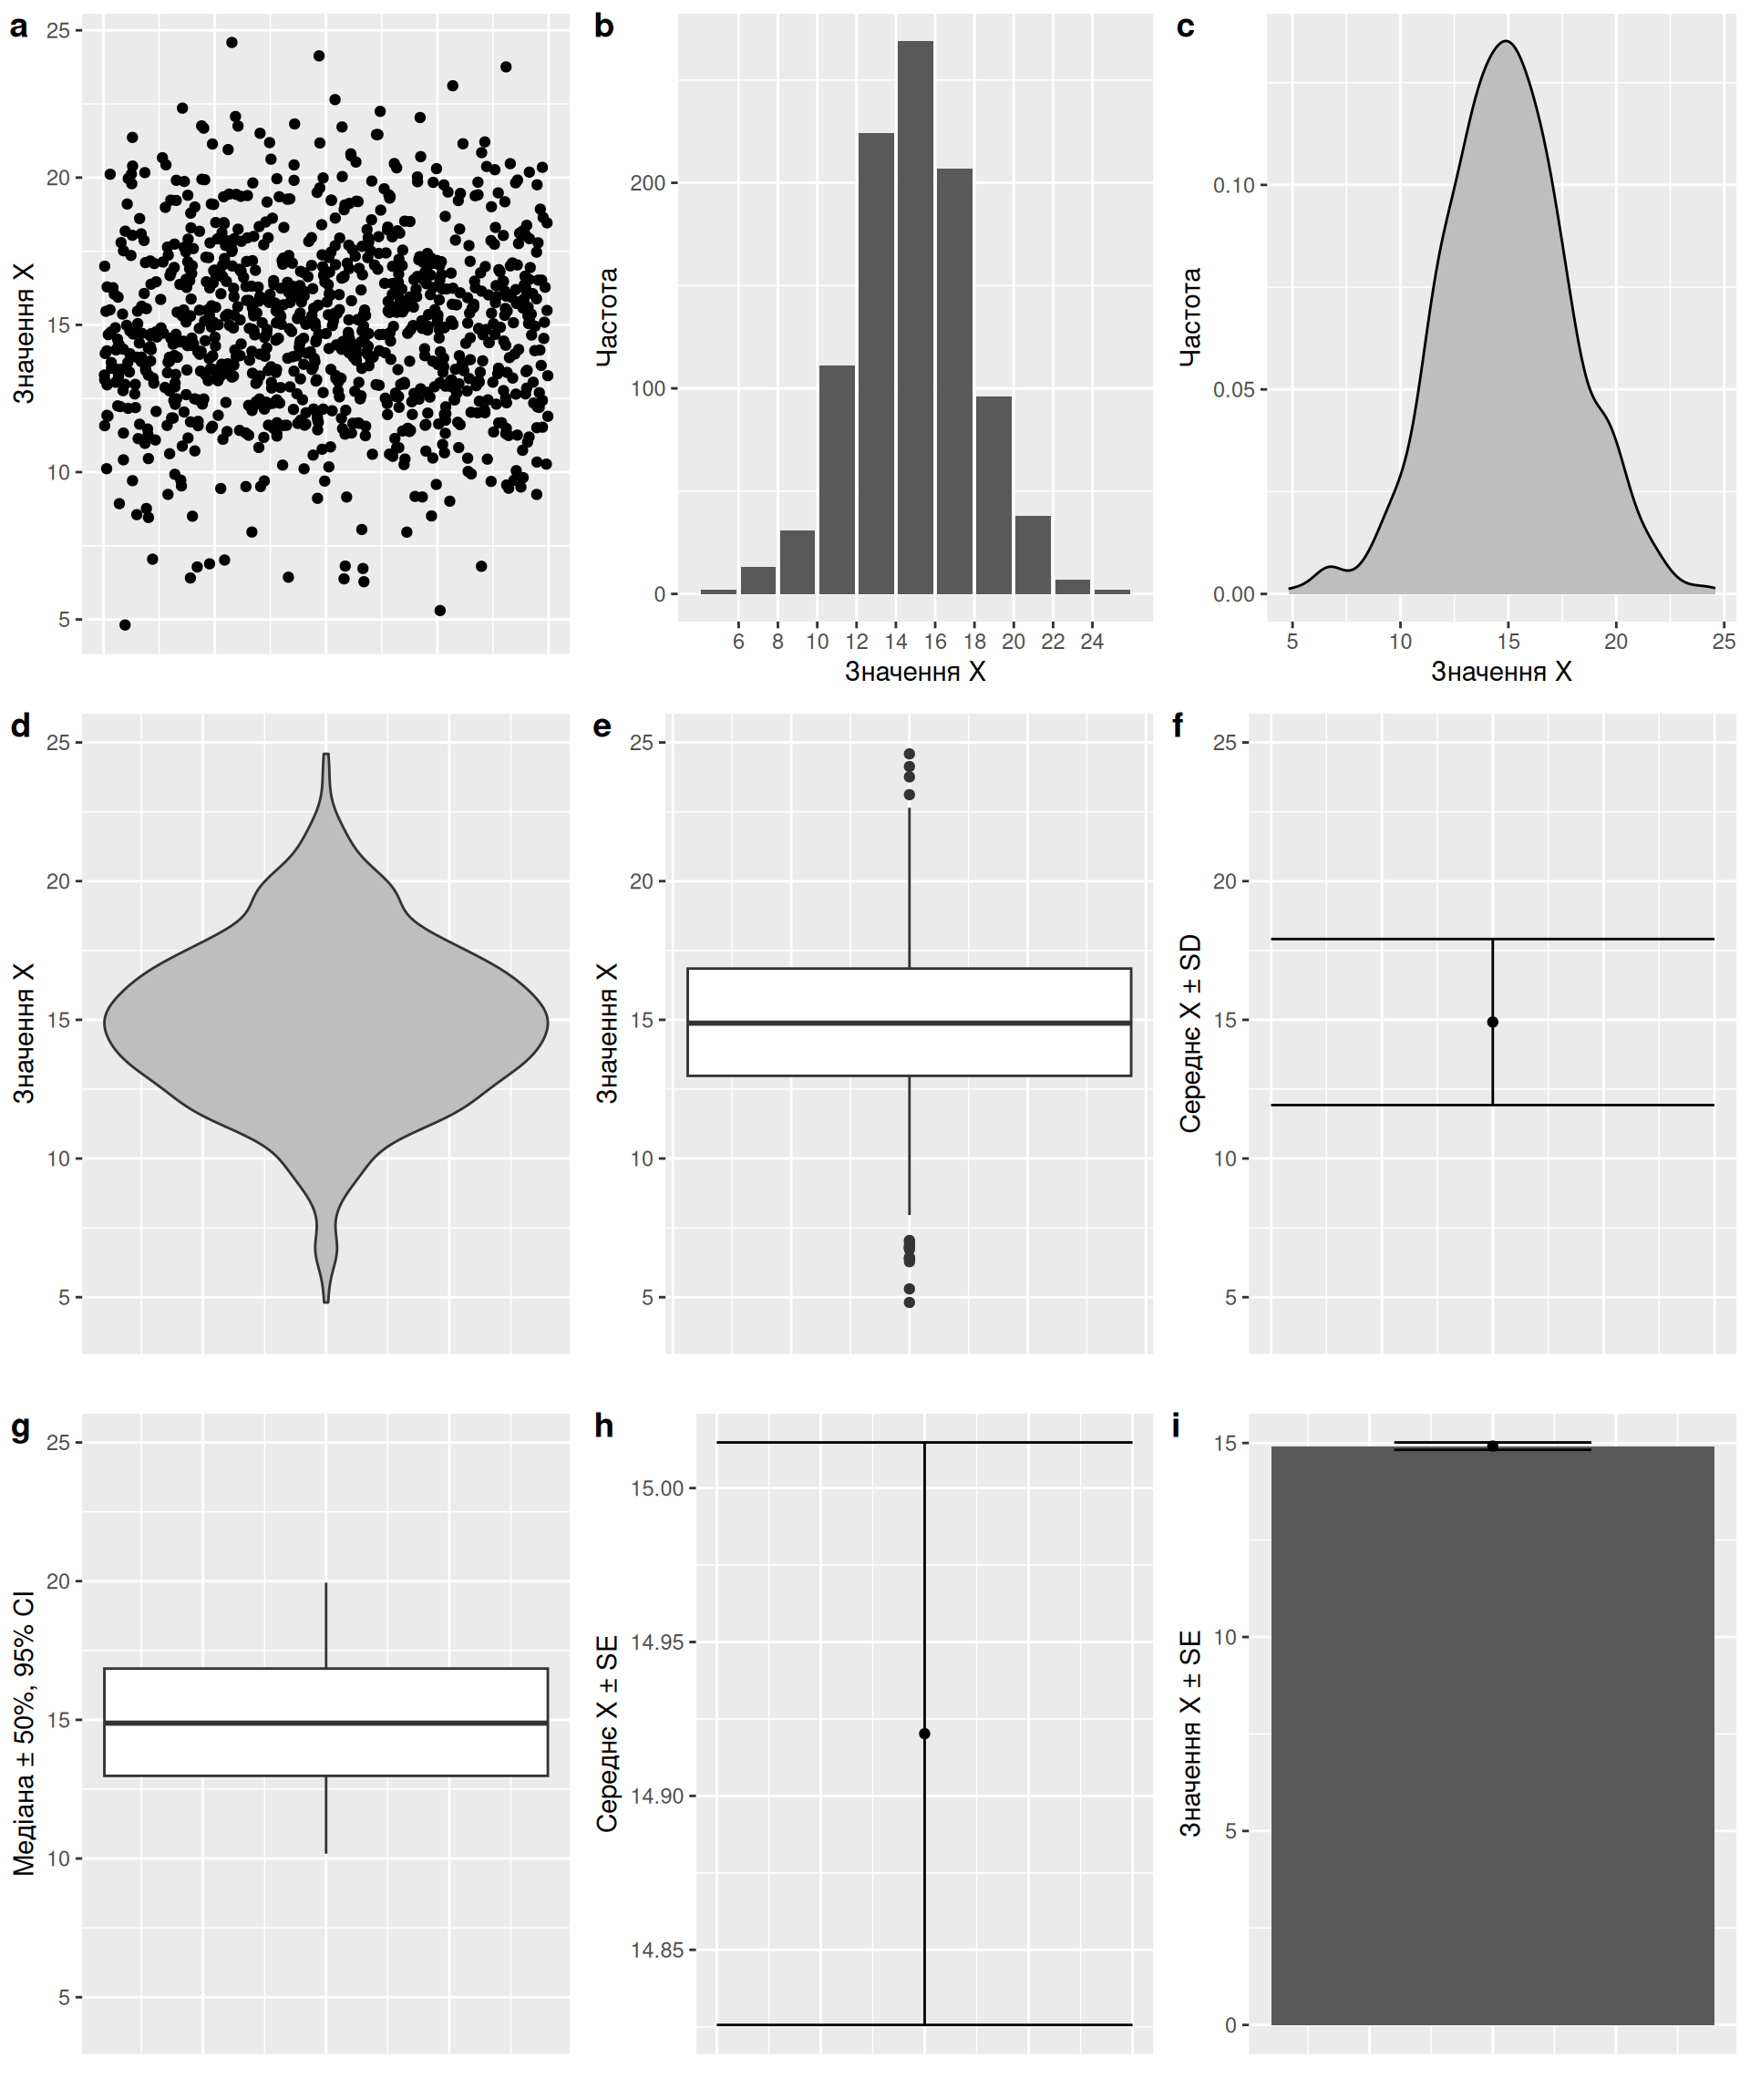 a
25
20
15
10
5
Значення X
b
200
100
0
Частота
6 8 10 12 14 16 18 20 22 24
Значення X
c
0.10
0.05
0.00
Частота
5 10 15 20 25
Значення X
d
25
20
15
10
5
Значення X
e
25
20
15
10
5
Значення X
f
25
20
15
10
5
Середнє X ± SD
g
25
20
15
10
5
Медіана ± 50%, 95% CI
h
15.00
14.95
14.90
14.85
Середнє X ± SE
i
15
10
5
0
Значення X ± SE